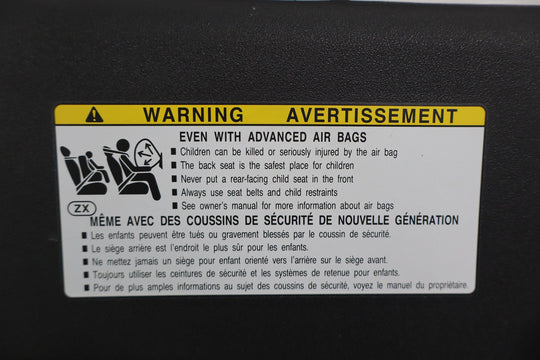 WARNING AVERTISSEMENT
EVEN WITH ADVANCED AIR BAGS
Children can be killed or seriously injured by the air bag
The back seat is the safest place for children
Never put a rear-facing child seat in the front
Always use seat belts and child restraints
See owner's manual for more information about air bags
ZX
MÊME AVEC DES COUSSINS DE SÉCURITÉ DE NOUVELLE GÉNÉRATION
Les enfants peuvent être tués ou gravement blessés par le coussin de sécurité.
Le siège arrière est l'endroit le plus sûr pour les enfants.
Ne mettez jamais un siège pour enfant orienté vers l'arrière sur le siège avant.
Toujours utiliser les ceintures de sécurité et les systèmes de retenue pour enfants.
Pour de plus amples informations au sujet des coussins de sécurité, voyez le manuel du propriétaire.